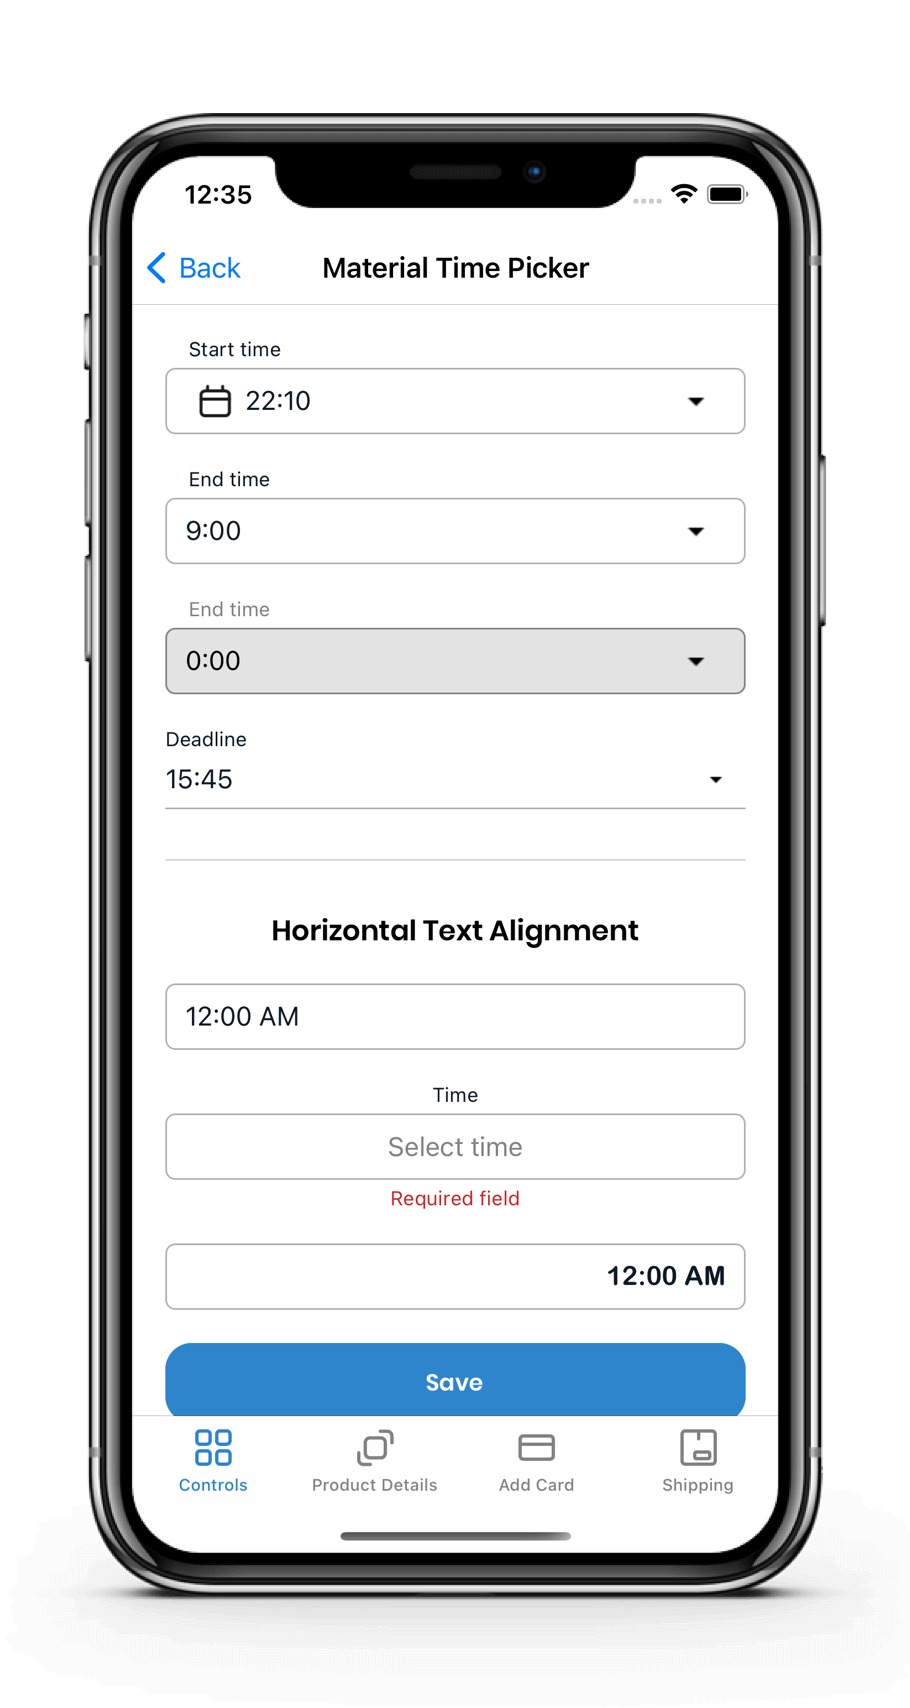 12:35
Back Material Time Picker
Start time
22:10
End time
9:00
End time
0:00
Deadline
15:45
Horizontal Text Alignment
12:00 AM
Time
Select time
Required field
12:00 AM
Save
Controls Product Details Add Card Shipping